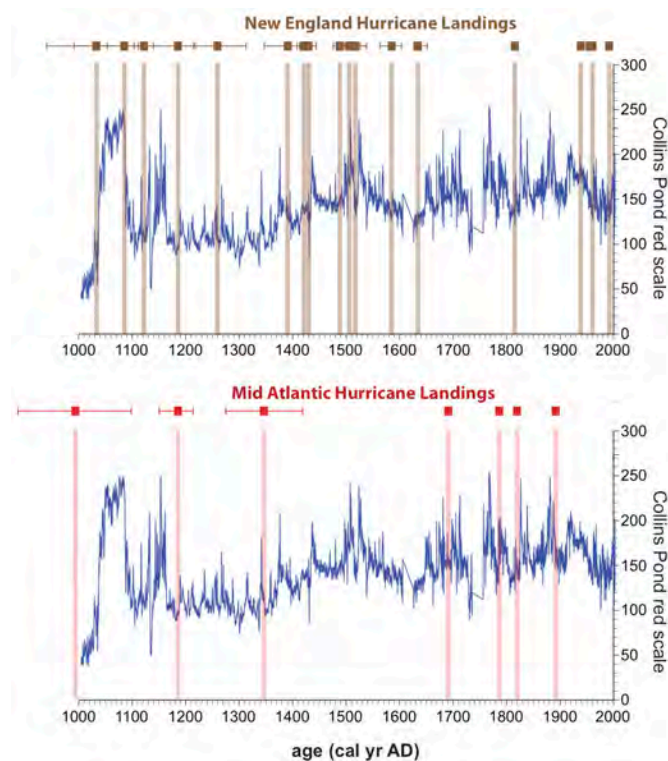 New England Hurricane Landings
300
250
200
150
100
50
0
Collins Pond red scale
1000 1100 1200 1300 1400 1500 1600 1700 1800 1900 2000
Mid Atlantic Hurricane Landings
300
250
200
150
100
50
0
Collins Pond red scale
1000 1100 1200 1300 1400 1500 1600 1700 1800 1900 2000
age (cal yr AD)